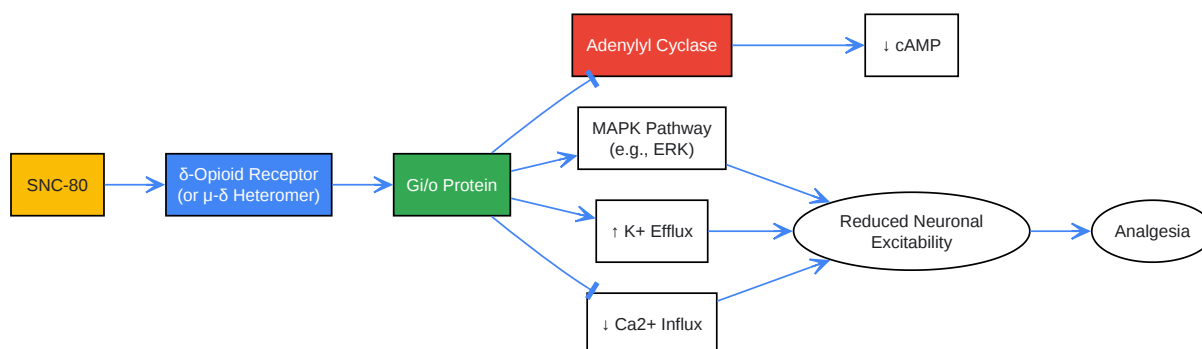 SNC-80
δ-Opioid Receptor
(or μ-δ Heteromer)
Gi/o Protein
Adenylyl Cyclase
↓ cAMP
MAPK Pathway
(e.g., ERK)
↑ K+ Efflux
↓ Ca2+ Influx
Reduced Neuronal
Excitability
Analgesia